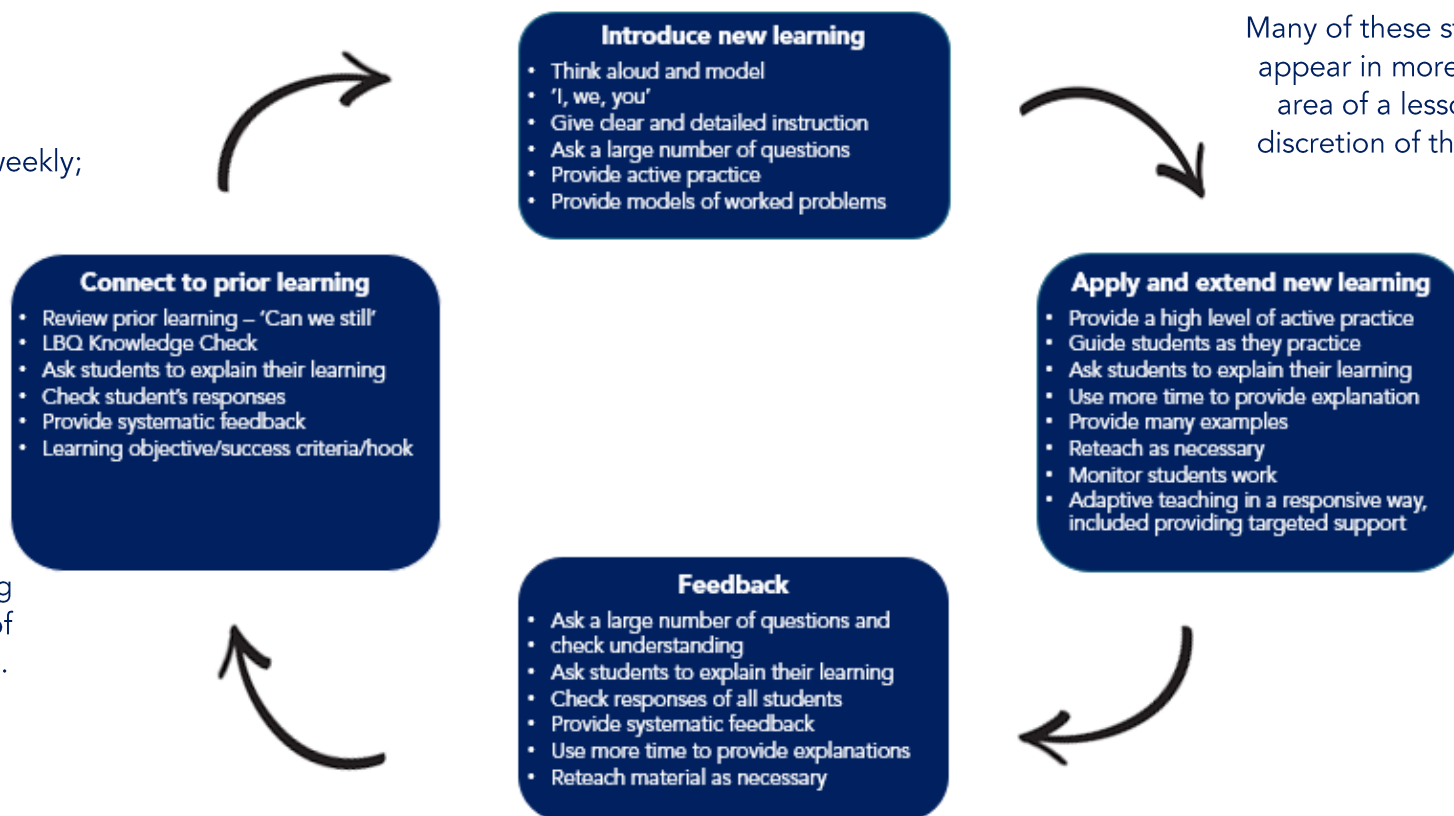 Introduce new learning
• Think aloud and model
• 'I, we, you'
• Give clear and detailed instruction
• Ask a large number of questions
• Provide active practice
• Provide models of worked problems
Many of these
appear in more
area of a
discretion of
weekly;
Connect to prior learning
• Review prior learning – 'Can we still'
• LBQ Knowledge Check
• Ask students to explain their learning
• Check student's responses
• Provide systematic feedback
• Learning objective/success criteria/hook
Apply and extend new learning
• Provide a high level of active practice
• Guide students as they practice
• Ask students to explain their learning
• Use more time to provide explanation
• Provide many examples
• Reteach as necessary
• Monitor students work
• Adaptive teaching in a responsive way,
included providing targeted support
of
.
Feedback
• Ask a large number of questions and
• check understanding
• Ask students to explain their learning
• Check responses of all students
• Provide systematic feedback
• Use more time to provide explanations
• Reteach material as necessary